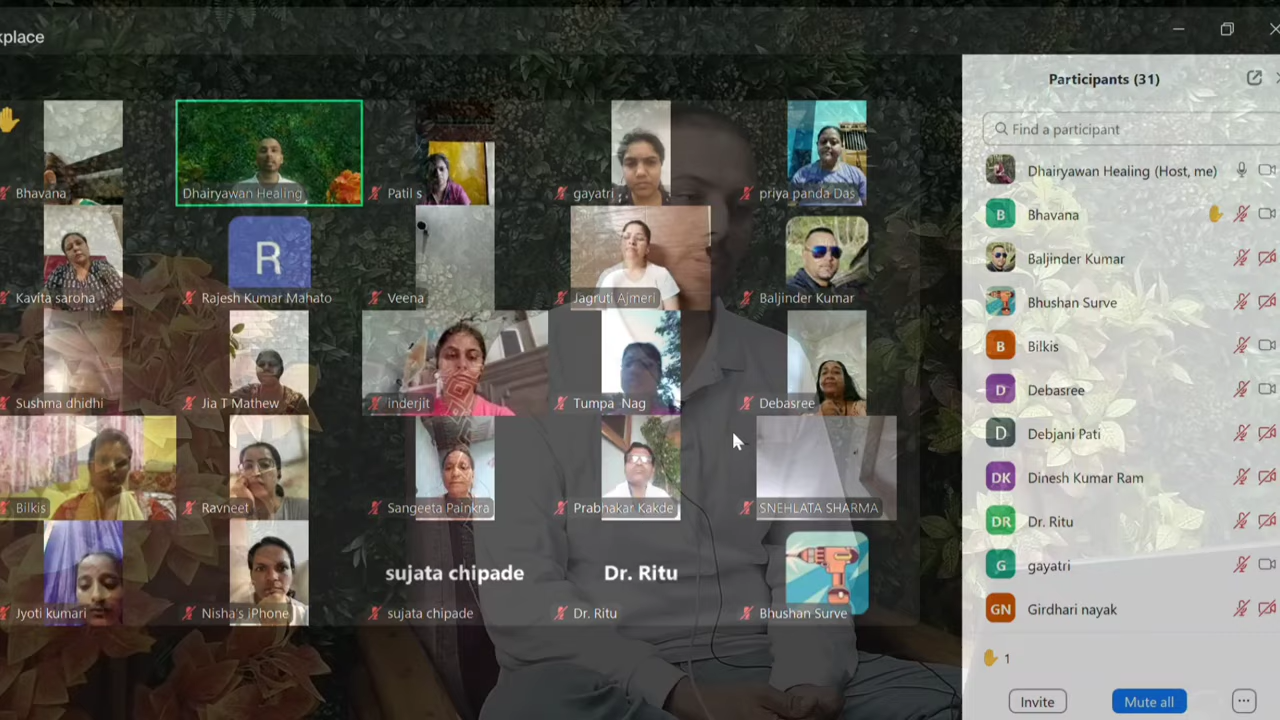 kplace
Participants (31)
Find a participant
Bhavana
Dhairyawan Healing
Patil s
gayatri
priya panda Das
Kavita saroha
R
Rajesh Kumar Mahato
Veena
Jagruti Ajmeri
Baljinder Kumar
Sushma dhidhi
Jia T Mathew
inderjit
Tumpa Nag
Debasree
Bilkis
Ravneet
Sangeeta Painkra
Prabhakar Kakde
SNEHLATA SHARMA
Jyoti kumari
Nisha's iPhone
sujata chipade
sujata chipade
Dr. Ritu
Dr. Ritu
Bhushan Surve
Dhairyawan Healing (Host, me)
B
Bhavana
Baljinder Kumar
Bhushan Surve
B
Bilkis
D
Debasree
D
Debjani Pati
DK
Dinesh Kumar Ram
DR
Dr. Ritu
G
gayatri
GN
Girdhari nayak
1
Invite
Mute all